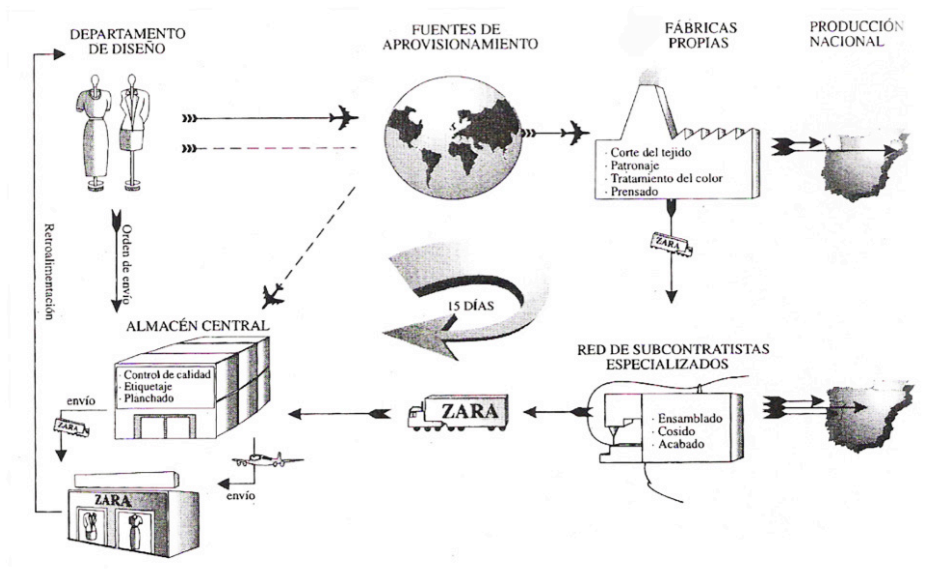 DEPARTAMENTO
DE DISEÑO
FUENTES DE
APROVISIONAMIENTO
FÁBRICAS
PROPIAS
PRODUCCIÓN
NACIONAL
· Corte del tejido
· Patronaje
· Tratamiento del color
· Prensado
ZARA
Retroalimentación
Orden de envío
15 DÍAS
ALMACÉN CENTRAL
· Control de calidad
· Etiquetaje
· Planchado
RED DE SUBCONTRATISTAS
ESPECIALIZADOS
· Ensamblado
· Cosido
· Acabado
ZARA
envío
ZARA
envío
ZARA